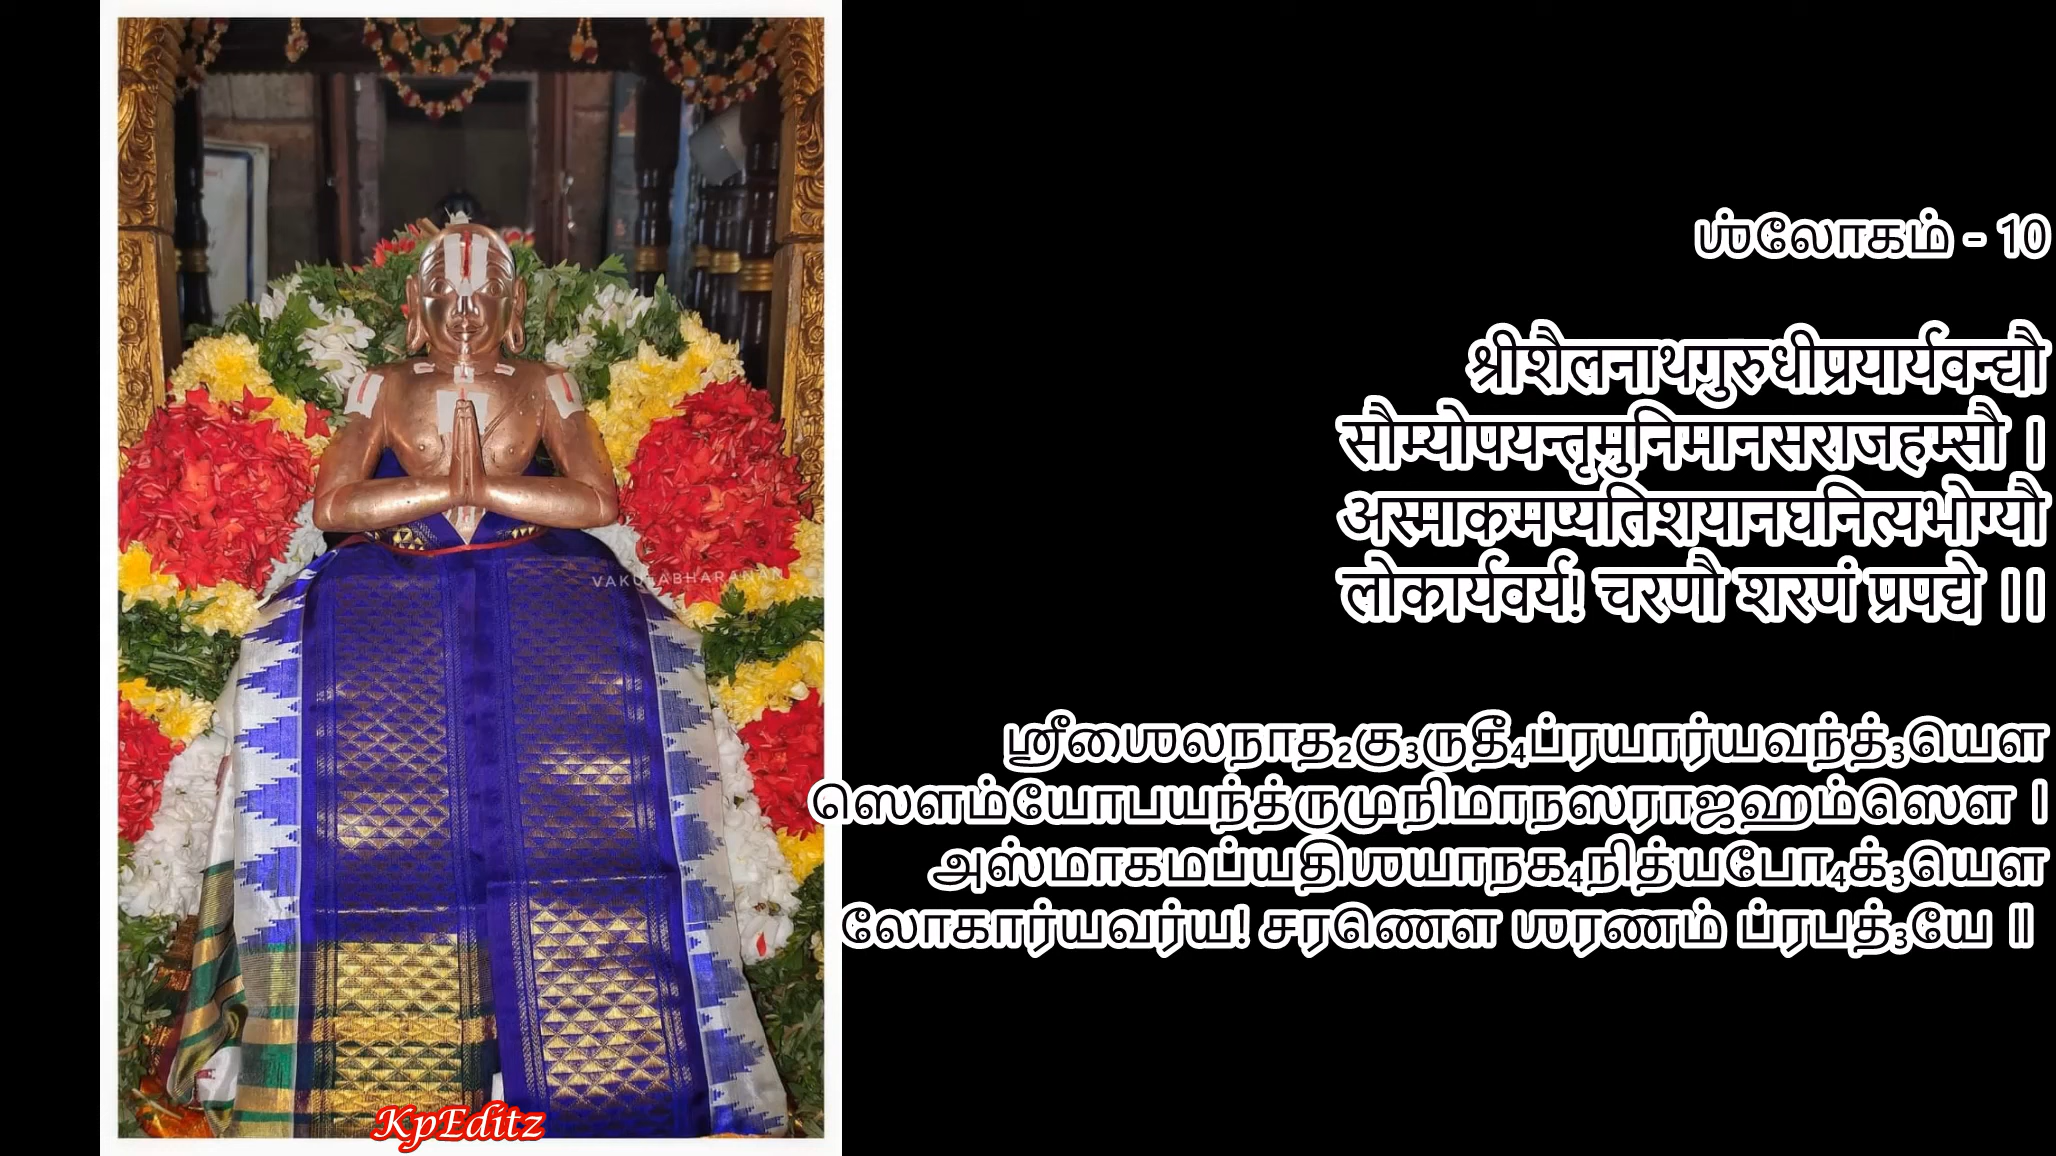 ஶ்லோகம் - 10
श्रीशैलनाथगुरुधीप्रयार्यवन्द्यौ
सौम्योपयन्तृमुनिमानसराजहम्सौ ।
अस्माकमप्यतिशयानघनित्यभोग्यौ
लोकार्यवर्य! चरणौ शरणं प्रपद्ये ।।
ஶ்ரீஶைலநாத₂கு₃ருதீ₄ப்ரயார்யவந்த்₃யௌ
ஸௌம்யோபயந்த்ருமுநிமாநஸராஜஹம்ஸௌ |
அஸ்மாகமப்யதிஶயாநக₄நித்யபோ₄க்₃யௌ
லோகார்யவர்ய! சரணௌ ஶரணம் ப்ரபத்₃யே ‖
VAKULABHARANAN
KpEditz